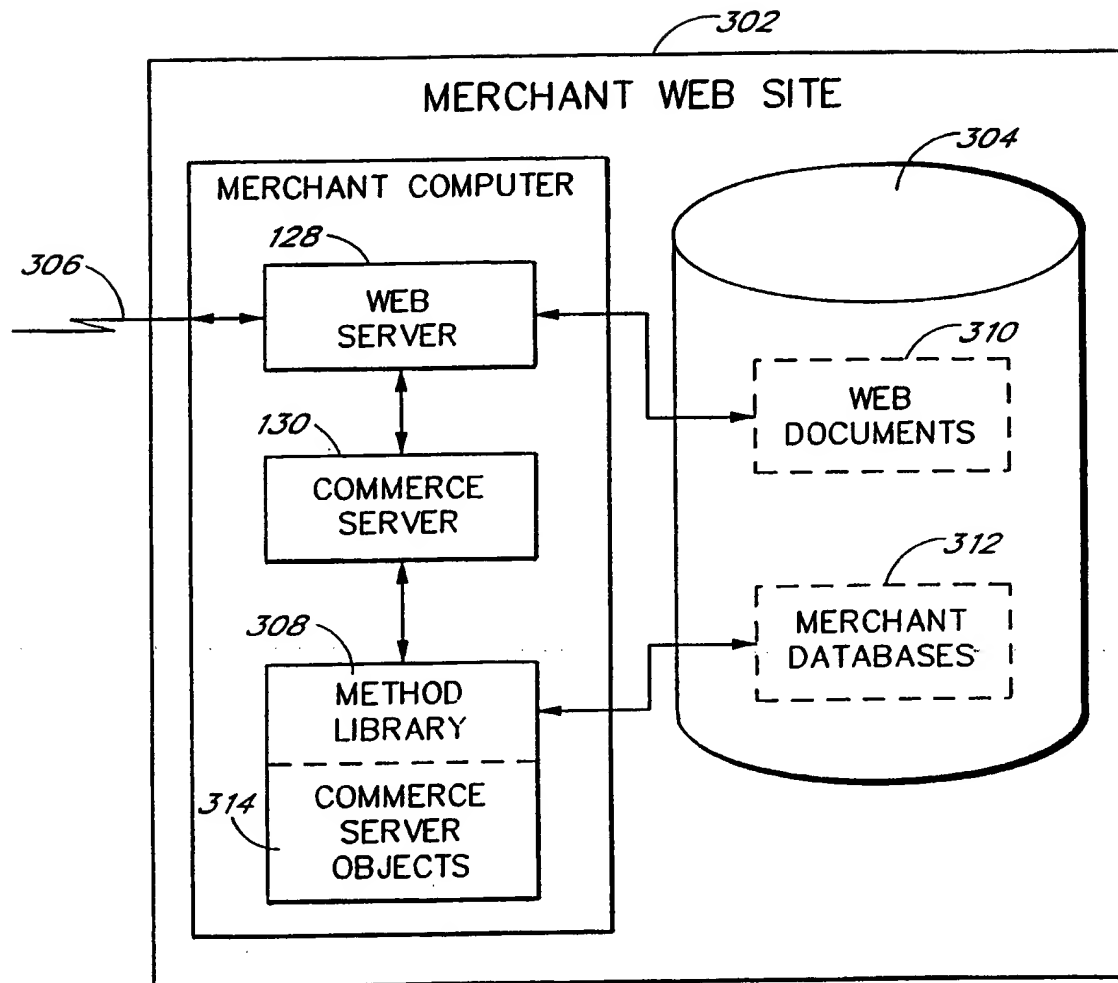 302
MERCHANT WEB SITE
304
MERCHANT COMPUTER
128
306
WEB
SERVER
310
WEB
DOCUMENTS
130
COMMERCE
SERVER
312
MERCHANT
DATABASES
308
METHOD
LIBRARY
314
COMMERCE
SERVER
OBJECTS